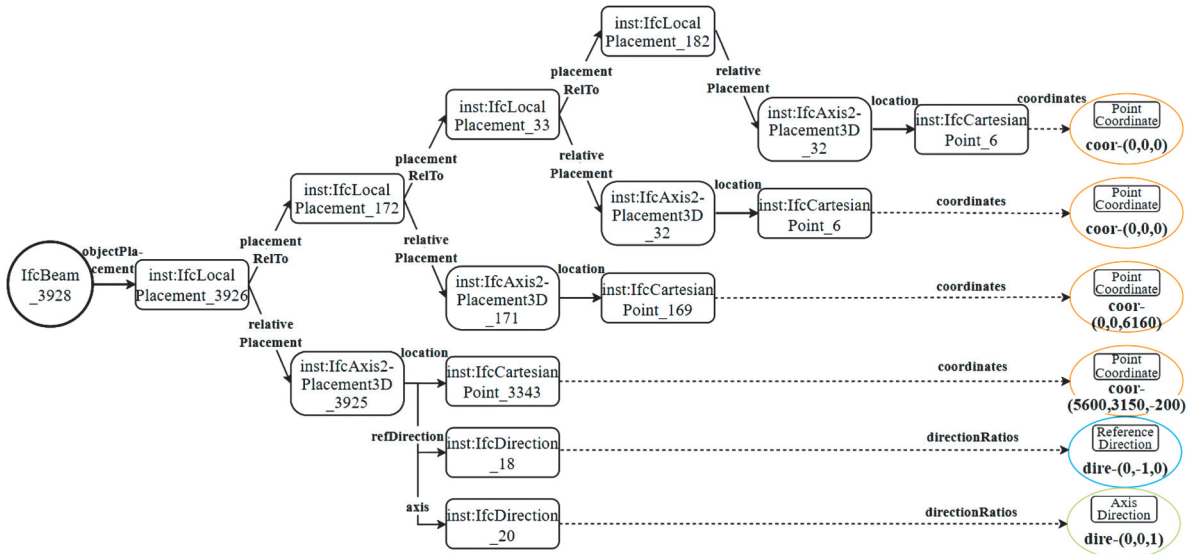 inst:IfcLocal
Placement_182
placement
RelTo
relative
Placement
inst:IfcLocal
Placement_33
inst:IfcAxis2-
Placement3D
_32
location
inst:IfcCartesian
Point_6
coordinates
Point
Coordinate
coor-(0,0,0)
placement
RelTo
relative
Placement
inst:IfcLocal
Placement_172
inst:IfcAxis2-
Placement3D
_32
location
inst:IfcCartesian
Point_6
coordinates
Point
Coordinate
coor-(0,0,0)
placement
RelTo
relative
Placement
IfcBeam
_3928
objectPla-
cement
inst:IfcLocal
Placement_3926
inst:IfcAxis2-
Placement3D
_171
location
inst:IfcCartesian
Point_169
coordinates
Point
Coordinate
coor-
(0,0,6160)
relative
Placement
inst:IfcAxis2-
Placement3D
_3925
location
inst:IfcCartesian
Point_3343
coordinates
Point
Coordinate
coor-
(5600,3150,-200)
refDirection
inst:IfcDirection
_18
directionRatios
Reference
Direction
dire-(0,-1,0)
axis
inst:IfcDirection
_20
directionRatios
Axis
Direction
dire-(0,0,1)